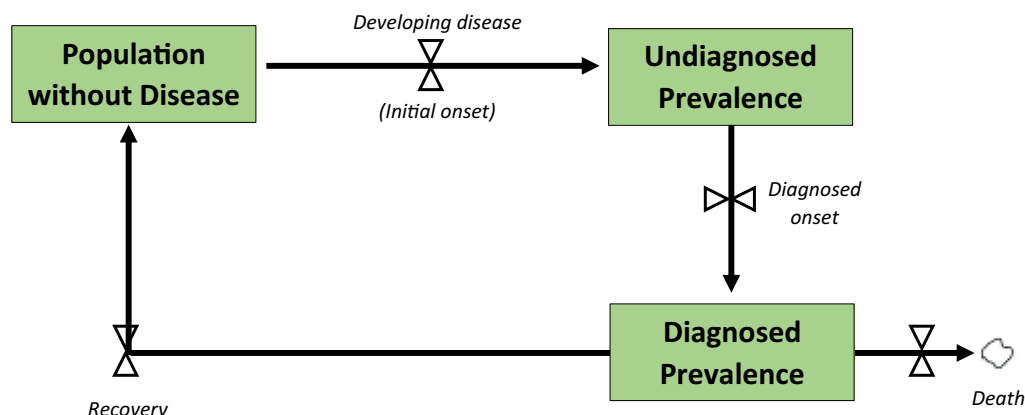 Developing disease
Population
without Disease
(Initial onset)
Undiagnosed
Prevalence
Diagnosed
onset
Diagnosed
Prevalence
Recovery
Death